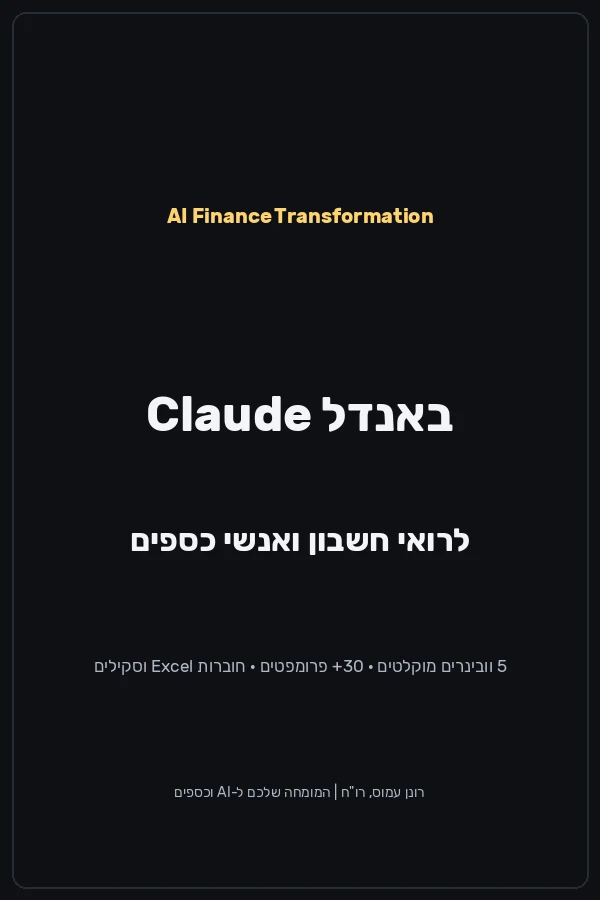 AI Finance Transformation
באנדל Claude
לרואי חשבון ואנשי כספים
5 וובינרים מוקלטים • 30+ פרומפטים • חוברות Excel וסקילים
רונן עמוס, רו"ח | המומחה שלכם ל-AI וכספים